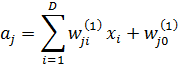 a_j = \sum_{i=1}^{D} w_{ji}^{(1)} x_i + w_{j0}^{(1)}